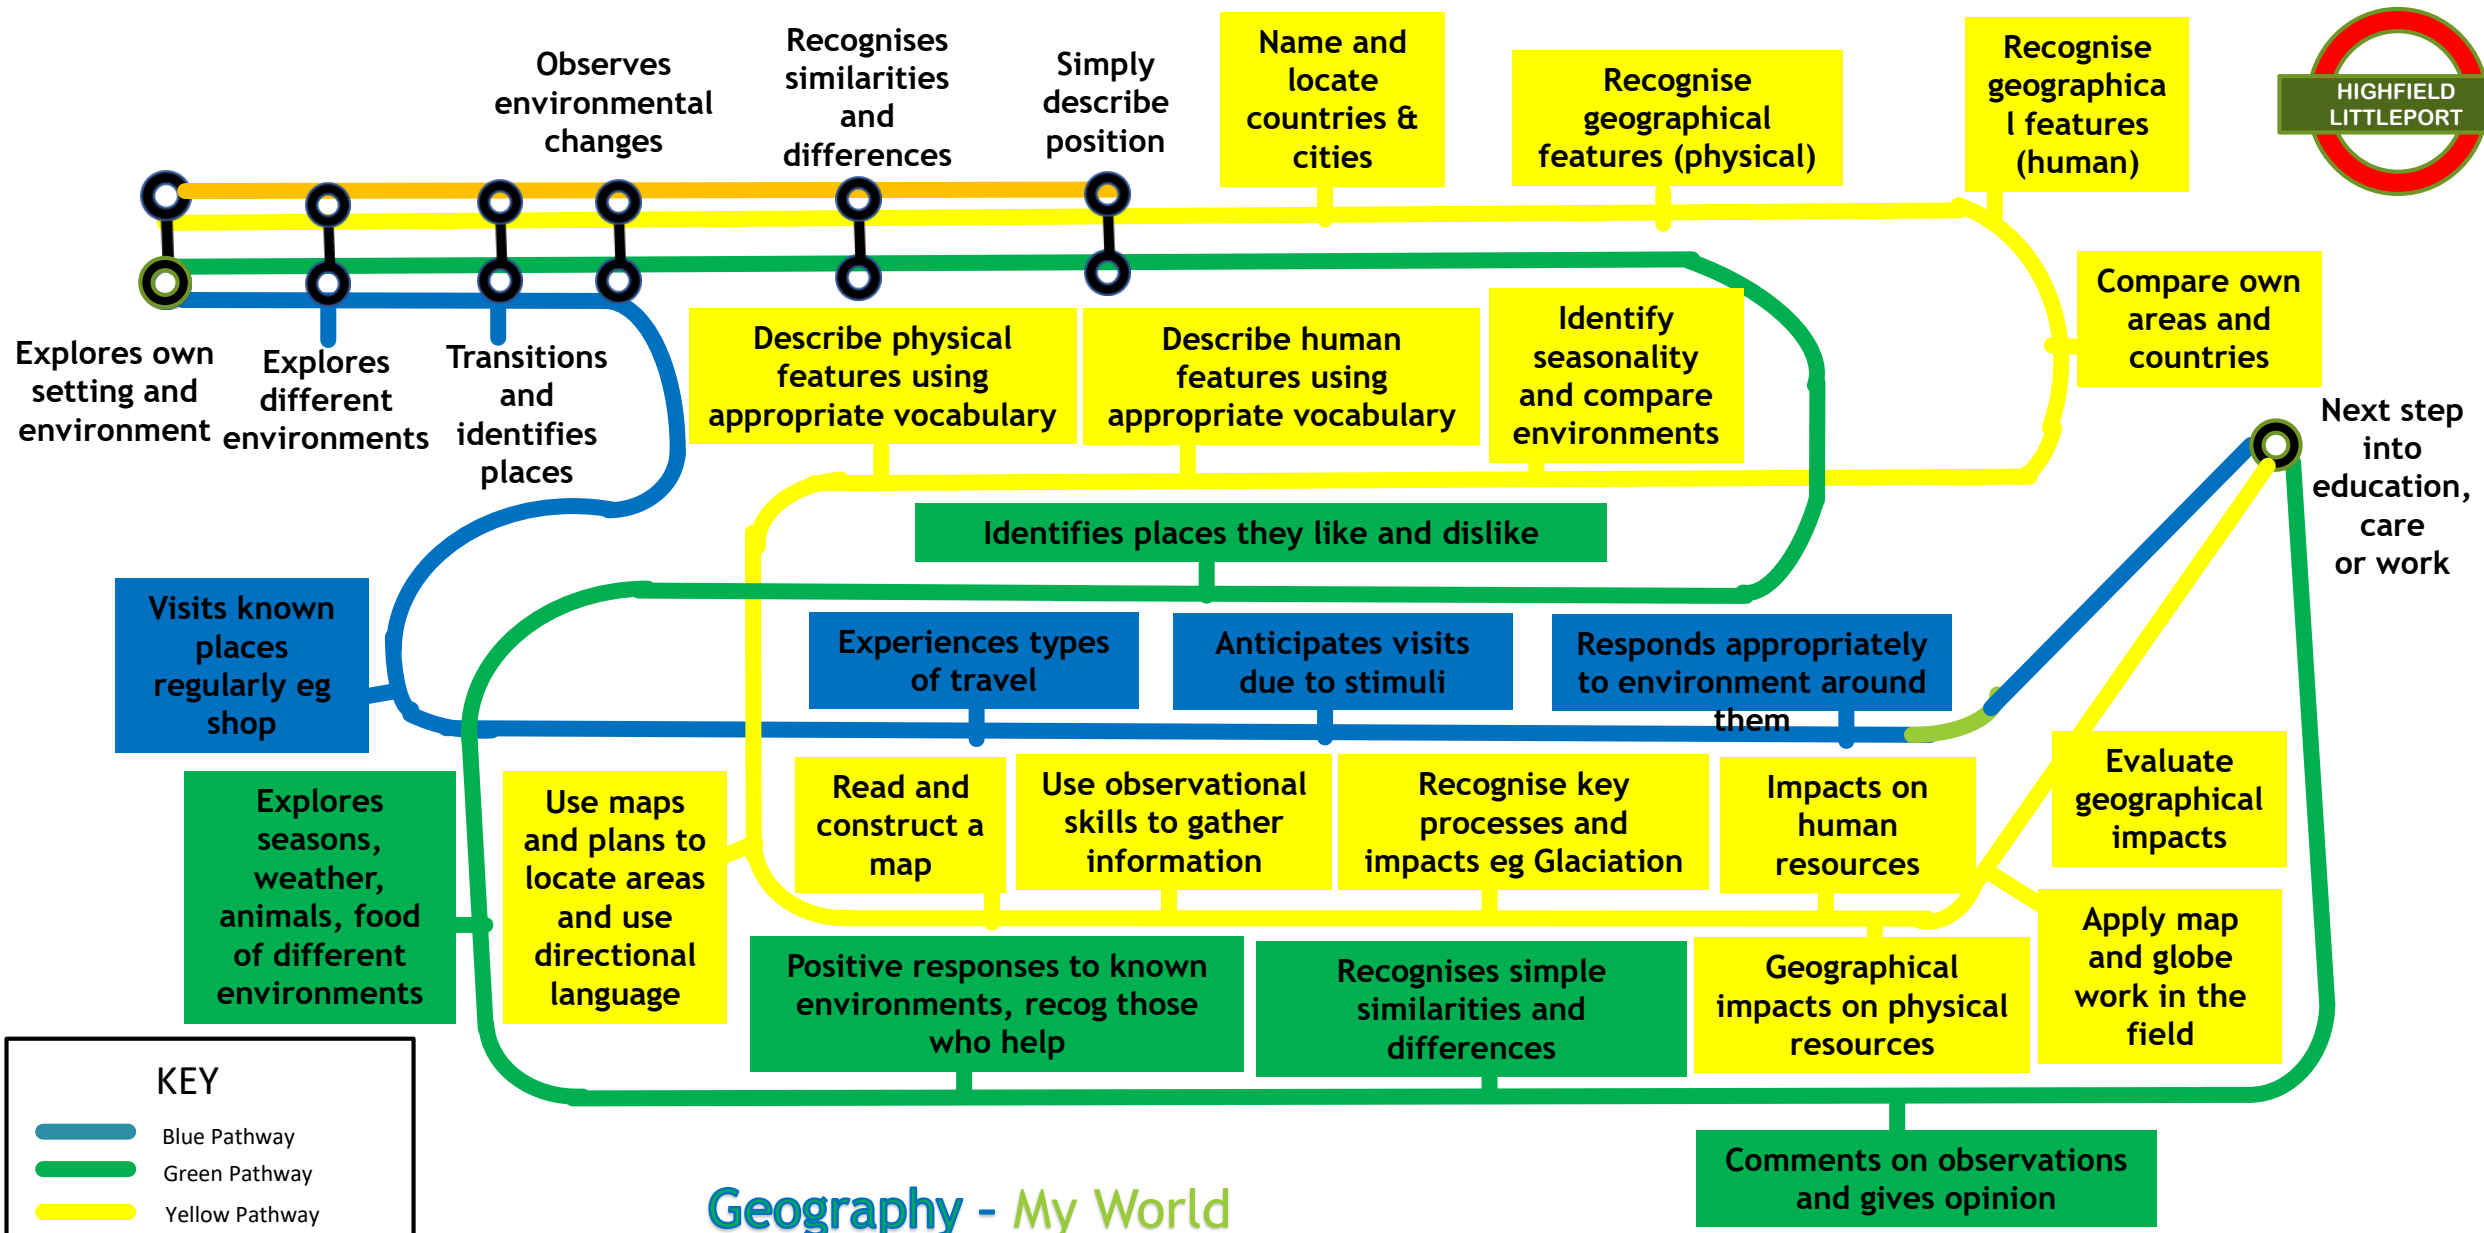 Observes
environmental
changes
Recognises
similarities
and
differences
Simply
describe
position
Name and
locate
countries &
cities
Recognise
geographical
features (physical)
Recognise
geographica
l features
(human)
HIGHFIELD
LITTLEPORT
Explores own
setting and
environment
Explores
different
environments
Transitions
and
identifies
places
Describe physical
features using
appropriate vocabulary
Describe human
features using
appropriate vocabulary
Identify
seasonality
and compare
environments
Compare own
areas and
countries
Next step
into
education,
care
or work
Identifies places they like and dislike
Visits known
places
regularly eg
shop
Experiences types
of travel
Anticipates visits
due to stimuli
Responds appropriately
to environment around
them
Explores
seasons,
weather,
animals, food
of different
environments
Use maps
and plans to
locate areas
and use
directional
language
Read and
construct a
map
Use observational
skills to gather
information
Recognise key
processes and
impacts eg Glaciation
Impacts on
human
resources
Evaluate
geographical
impacts
Positive responses to known
environments, recog those
who help
Recognises simple
similarities and
differences
Geographical
impacts on physical
resources
Apply map
and globe
work in the
field
KEY
Blue Pathway
Green Pathway
Yellow Pathway
Geography - My World
Comments on observations
and gives opinion